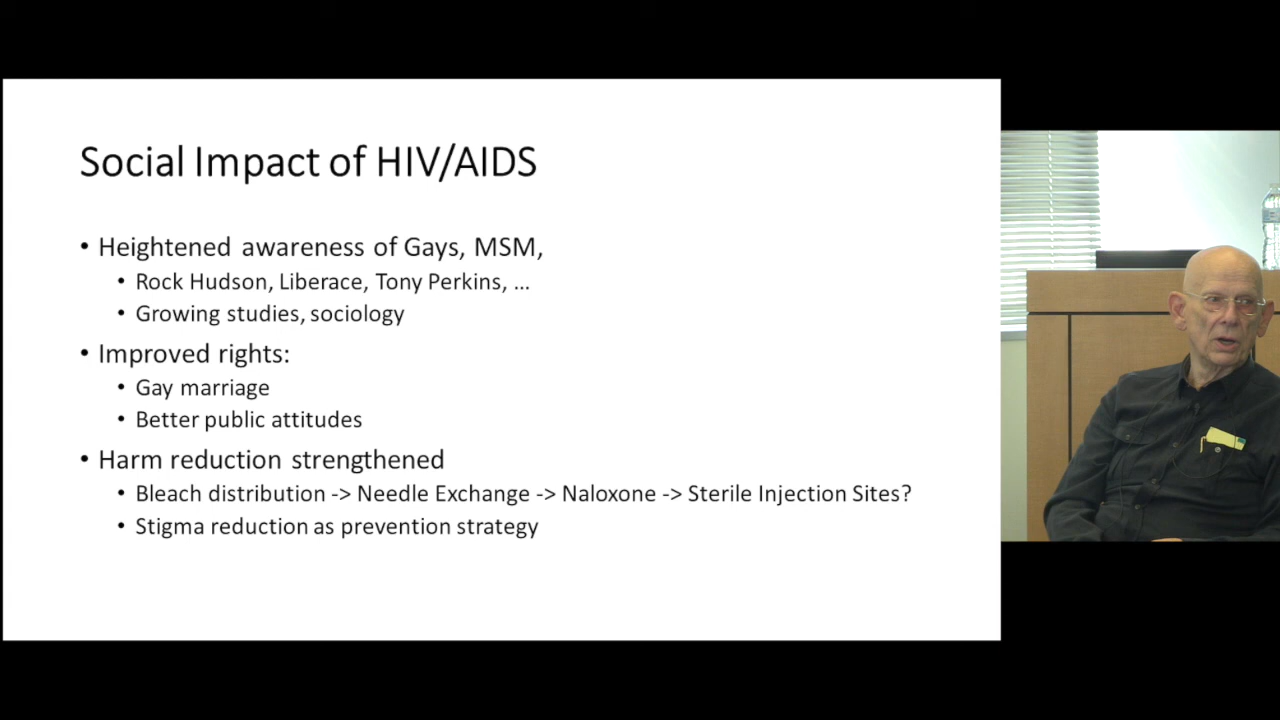 Social Impact of HIV/AIDS
• Heightened awareness of Gays, MSM,
• Rock Hudson, Liberace, Tony Perkins, ...
• Growing studies, sociology
• Improved rights:
• Gay marriage
• Better public attitudes
• Harm reduction strengthened
• Bleach distribution -> Needle Exchange -> Naloxone -> Sterile Injection Sites?
• Stigma reduction as prevention strategy